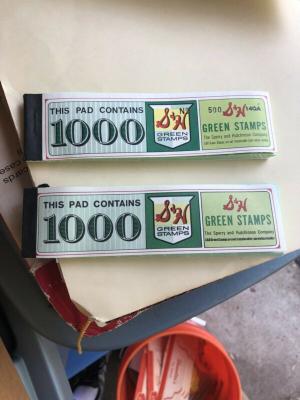 THIS PAD CONTAINS
1000
S&H
GREEN
STAMPS
500 S&H
GREEN STAMPS
The Sperry and Hutchinson Company
THIS PAD CONTAINS
1000
S&H
GREEN
STAMPS
S&H
GREEN STAMPS
The Sperry and Hutchinson Company